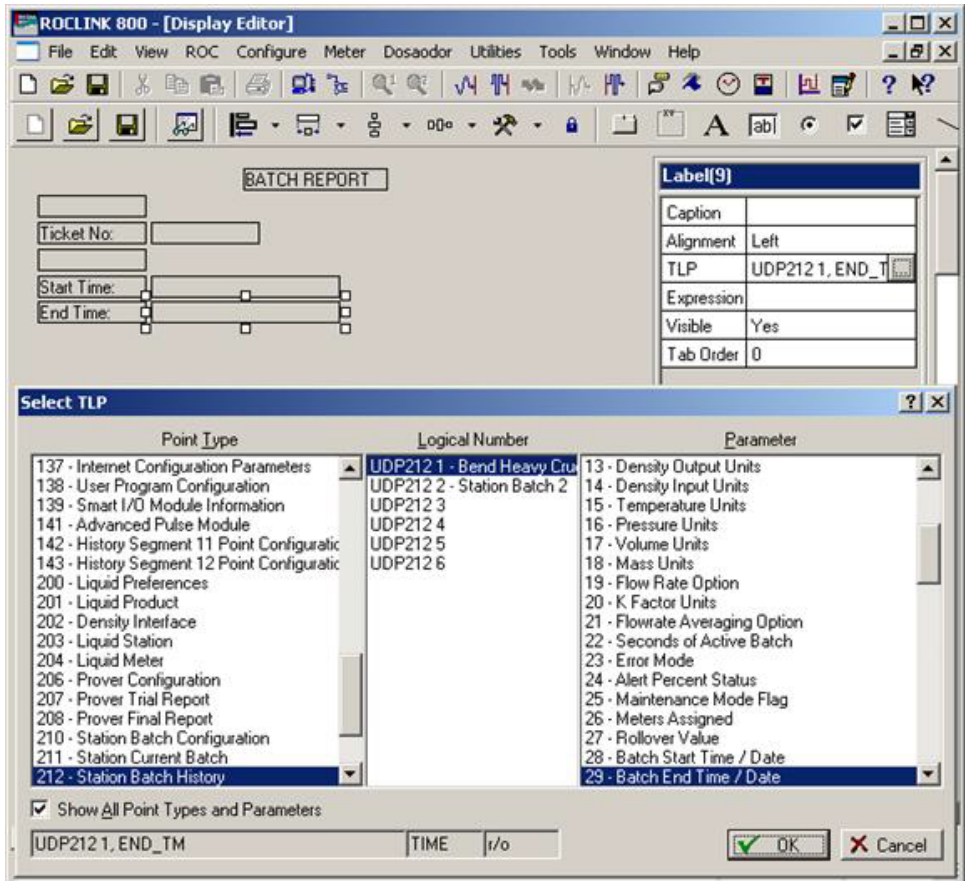 ROCLINK 800 - [Display Editor]
File Edit View ROC Configure Meter Dosaodor Utilities Tools Window Help
A ab|
BATCH REPORT
Ticket No:
Start Time:
End Time:
Label(9)
Caption
Alignment Left
TLP UDP212 1, END_T ...
Expression
Visible Yes
Tab Order 0
Select TLP
Point Type
137 - Internet Configuration Parameters
138 - User Program Configuration
139 - Smart I/O Module Information
141 - Advanced Pulse Module
142 - History Segment 11 Point Configuratic
143 - History Segment 12 Point Configuratic
200 - Liquid Preferences
201 - Liquid Product
202 - Density Interface
203 - Liquid Station
204 - Liquid Meter
206 - Prover Configuration
207 - Prover Trial Report
208 - Prover Final Report
210 - Station Batch Configuration
211 - Station Current Batch
212 - Station Batch History
Logical Number
UDP212 1 - Bend Heavy Cru
UDP212 2 - Station Batch 2
UDP212 3
UDP212 4
UDP212 5
UDP212 6
Parameter
13 - Density Output Units
14 - Density Input Units
15 - Temperature Units
16 - Pressure Units
17 - Volume Units
18 - Mass Units
19 - Flow Rate Option
20 - K Factor Units
21 - Flowrate Averaging Option
22 - Seconds of Active Batch
23 - Error Mode
24 - Alert Percent Status
25 - Maintenance Mode Flag
26 - Meters Assigned
27 - Rollover Value
28 - Batch Start Time / Date
29 - Batch End Time / Date
Show All Point Types and Parameters
UDP212 1, END_TM TIME r/o
OK Cancel